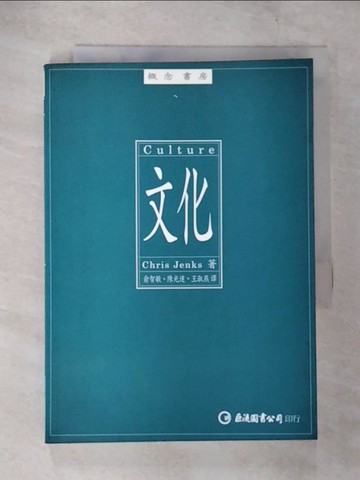 概念書房
Culture
文化
Chris Jenks 著
俞智敏·陳光達·王淑燕 譯
巨流圖書公司 印行